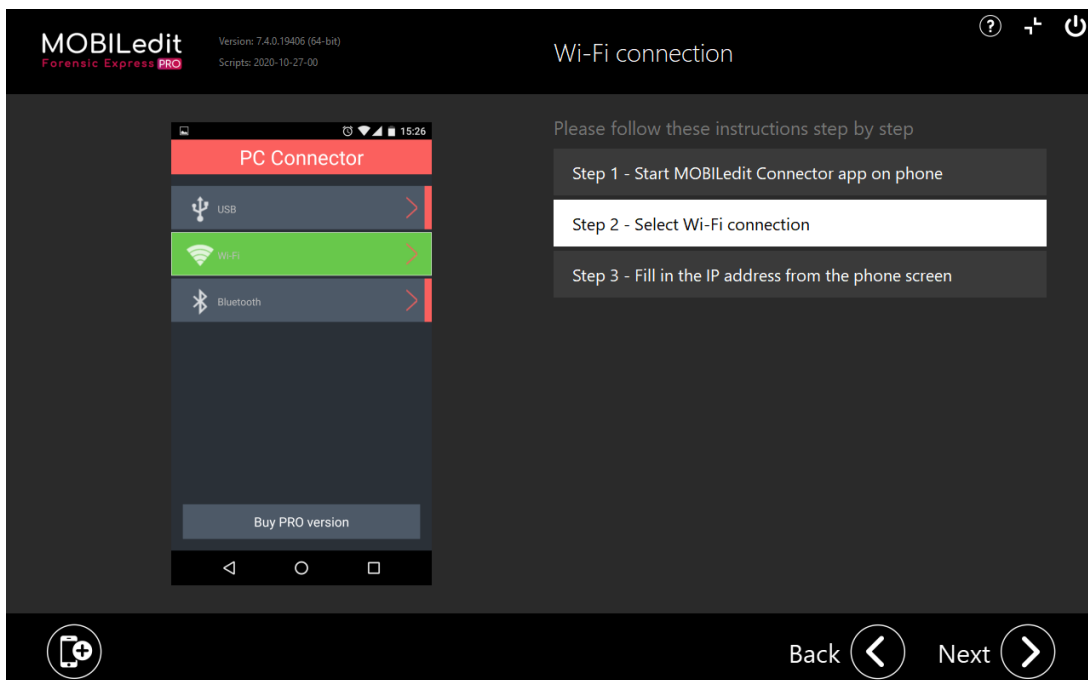 MOBILedit
Forensic Express PRO
Version: 7.4.0.19406 (64-bit)
Scripts: 2020-10-27-00
Wi-Fi connection
?
15:26
PC Connector
USB
Wi-Fi
Bluetooth
Buy PRO version
Please follow these instructions step by step
Step 1 - Start MOBILedit Connector app on phone
Step 2 - Select Wi-Fi connection
Step 3 - Fill in the IP address from the phone screen
Back
Next